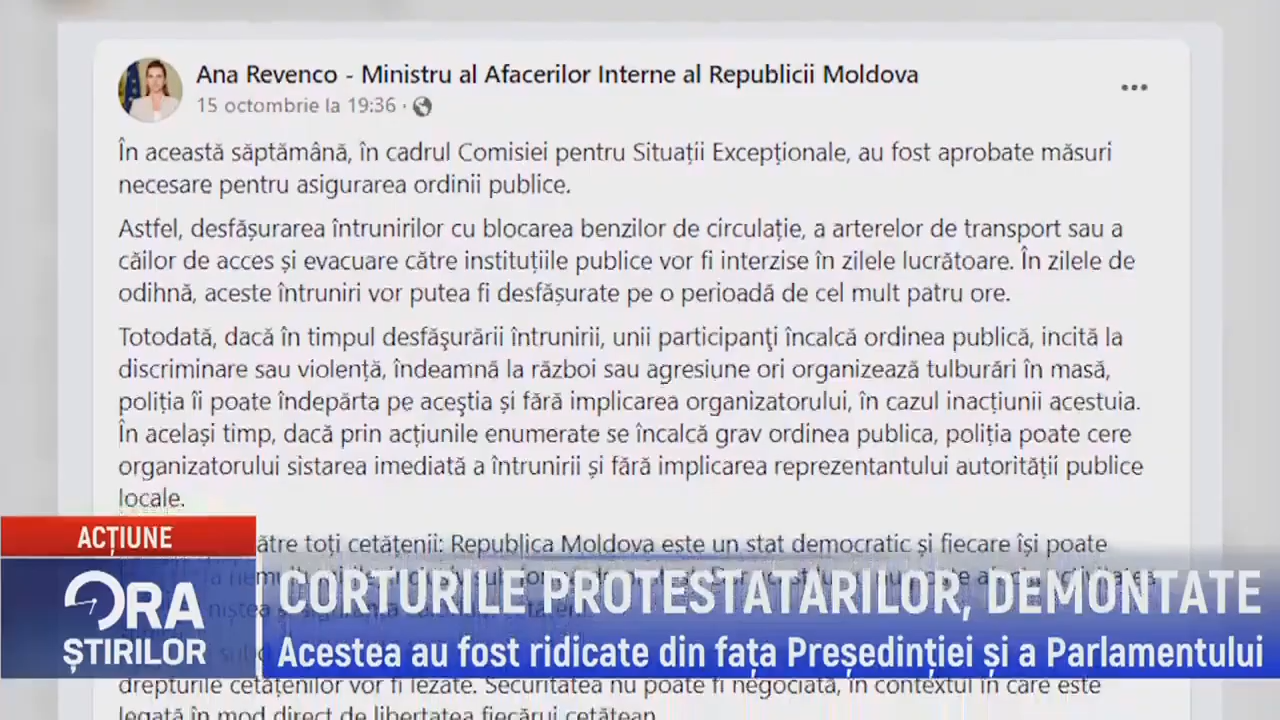 Ana Revenco - Ministru al Afacerilor Interne al Republicii Moldova
15 octombrie la 19:36 ·
În această săptămână, în cadrul Comisiei pentru Situații Excepționale, au fost aprobate măsuri
necesare pentru asigurarea ordinii publice.
Astfel, desfășurarea întrunirilor cu blocarea benzilor de circulație, a arterelor de transport sau a
căilor de acces și evacuare către instituțiile publice vor fi interzise în zilele lucrătoare. În zilele de
odihnă, aceste întruniri vor putea fi desfășurate pe o perioadă de cel mult patru ore.
Totodată, dacă în timpul desfăşurării întrunirii, unii participanţi încalcă ordinea publică, incită la
discriminare sau violență, îndeamnă la război sau agresiune ori organizează tulburări în masă,
poliția îi poate îndepărta pe aceştia și fără implicarea organizatorului, în cazul inacțiunii acestuia.
În același timp, dacă prin acțiunile enumerate se încalcă grav ordinea publica, poliția poate cere
organizatorului sistarea imediată a întrunirii și fără implicarea reprezentantului autorității publice
locale.
toți cetățenii: Republica Moldova este un stat democratic și fiecare își poate
ACȚIUNE
ORA
ȘTIRILOR
CORTURILE PROTESTATARILOR, DEMONTATE
Acestea au fost ridicate din fața Președinției și a Parlamentului
drepturile cetățenilor vor fi lezate. Securitatea nu poate fi negociată, în contextul în care este
legată în mod direct de libertatea fiecărui cetățean.